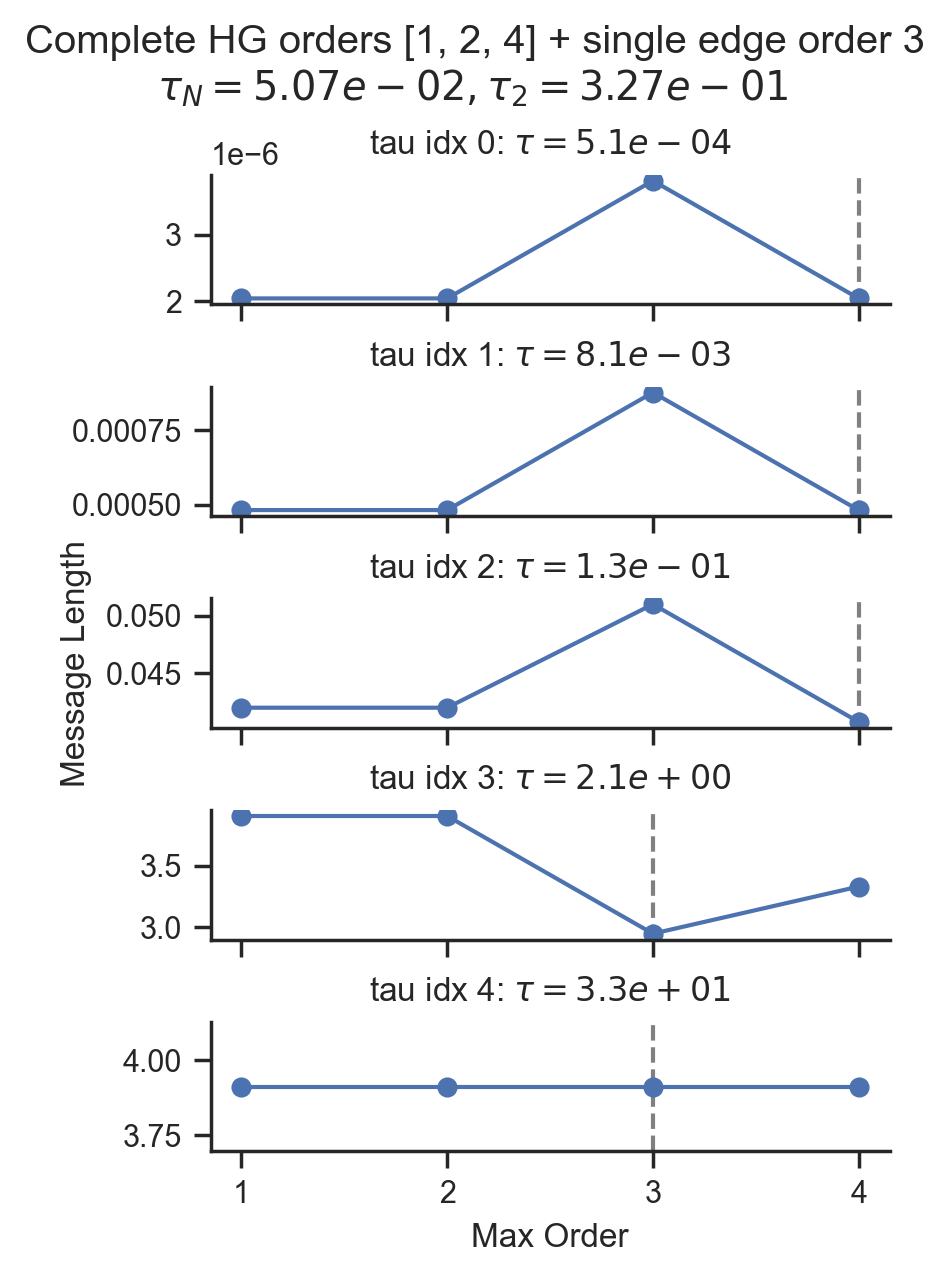 Complete HG orders [1, 2, 4] + single edge order 3
τ_N = 5.07e − 02, τ_2 = 3.27e − 01
tau idx 0: τ = 5.1e − 04
1e−6
3
2
tau idx 1: τ = 8.1e − 03
0.00075
0.00050
tau idx 2: τ = 1.3e − 01
0.050
0.045
Message Length
tau idx 3: τ = 2.1e + 00
3.5
3.0
tau idx 4: τ = 3.3e + 01
4.00
3.75
1 2 3 4
Max Order